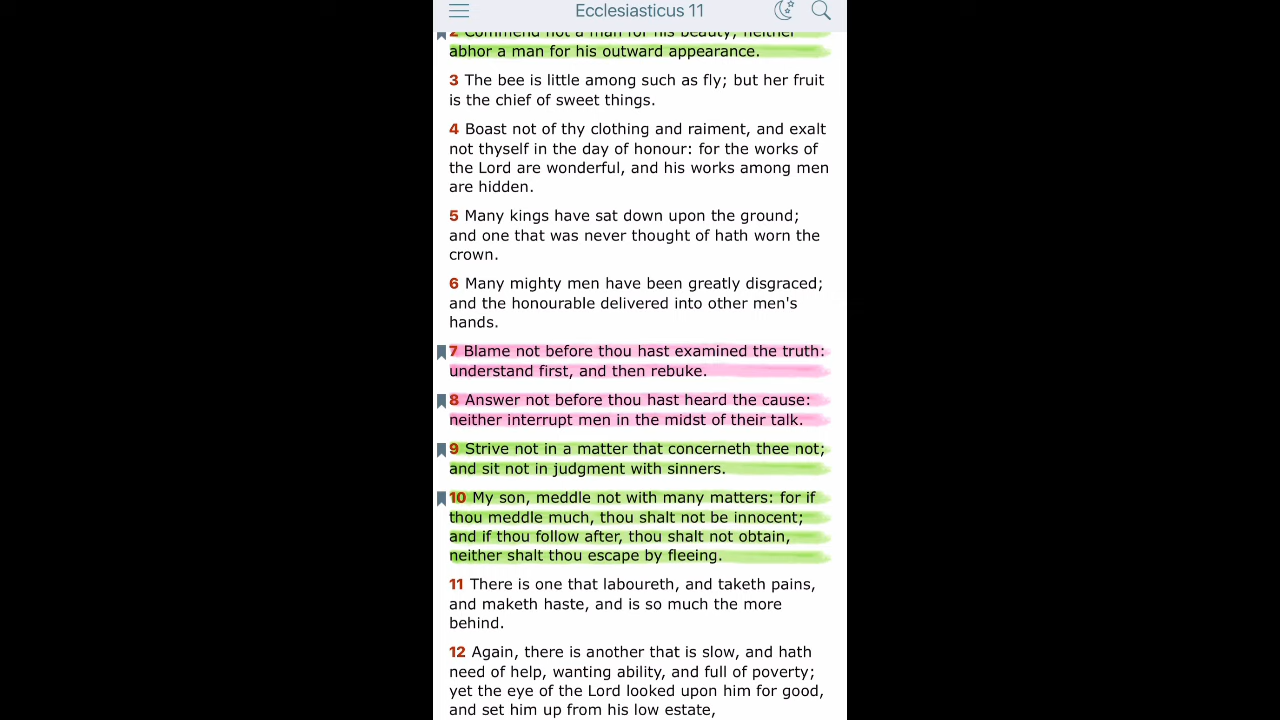 Ecclesiasticus 11
2 Commend not a man for his beauty; neither
abhor a man for his outward appearance.
3 The bee is little among such as fly; but her fruit
is the chief of sweet things.
4 Boast not of thy clothing and raiment, and exalt
not thyself in the day of honour: for the works of
the Lord are wonderful, and his works among men
are hidden.
5 Many kings have sat down upon the ground;
and one that was never thought of hath worn the
crown.
6 Many mighty men have been greatly disgraced;
and the honourable delivered into other men's
hands.
7 Blame not before thou hast examined the truth:
understand first, and then rebuke.
8 Answer not before thou hast heard the cause:
neither interrupt men in the midst of their talk.
9 Strive not in a matter that concerneth thee not;
and sit not in judgment with sinners.
10 My son, meddle not with many matters: for if
thou meddle much, thou shalt not be innocent;
and if thou follow after, thou shalt not obtain,
neither shalt thou escape by fleeing.
11 There is one that laboureth, and taketh pains,
and maketh haste, and is so much the more
behind.
12 Again, there is another that is slow, and hath
need of help, wanting ability, and full of poverty;
yet the eye of the Lord looked upon him for good,
and set him up from his low estate,